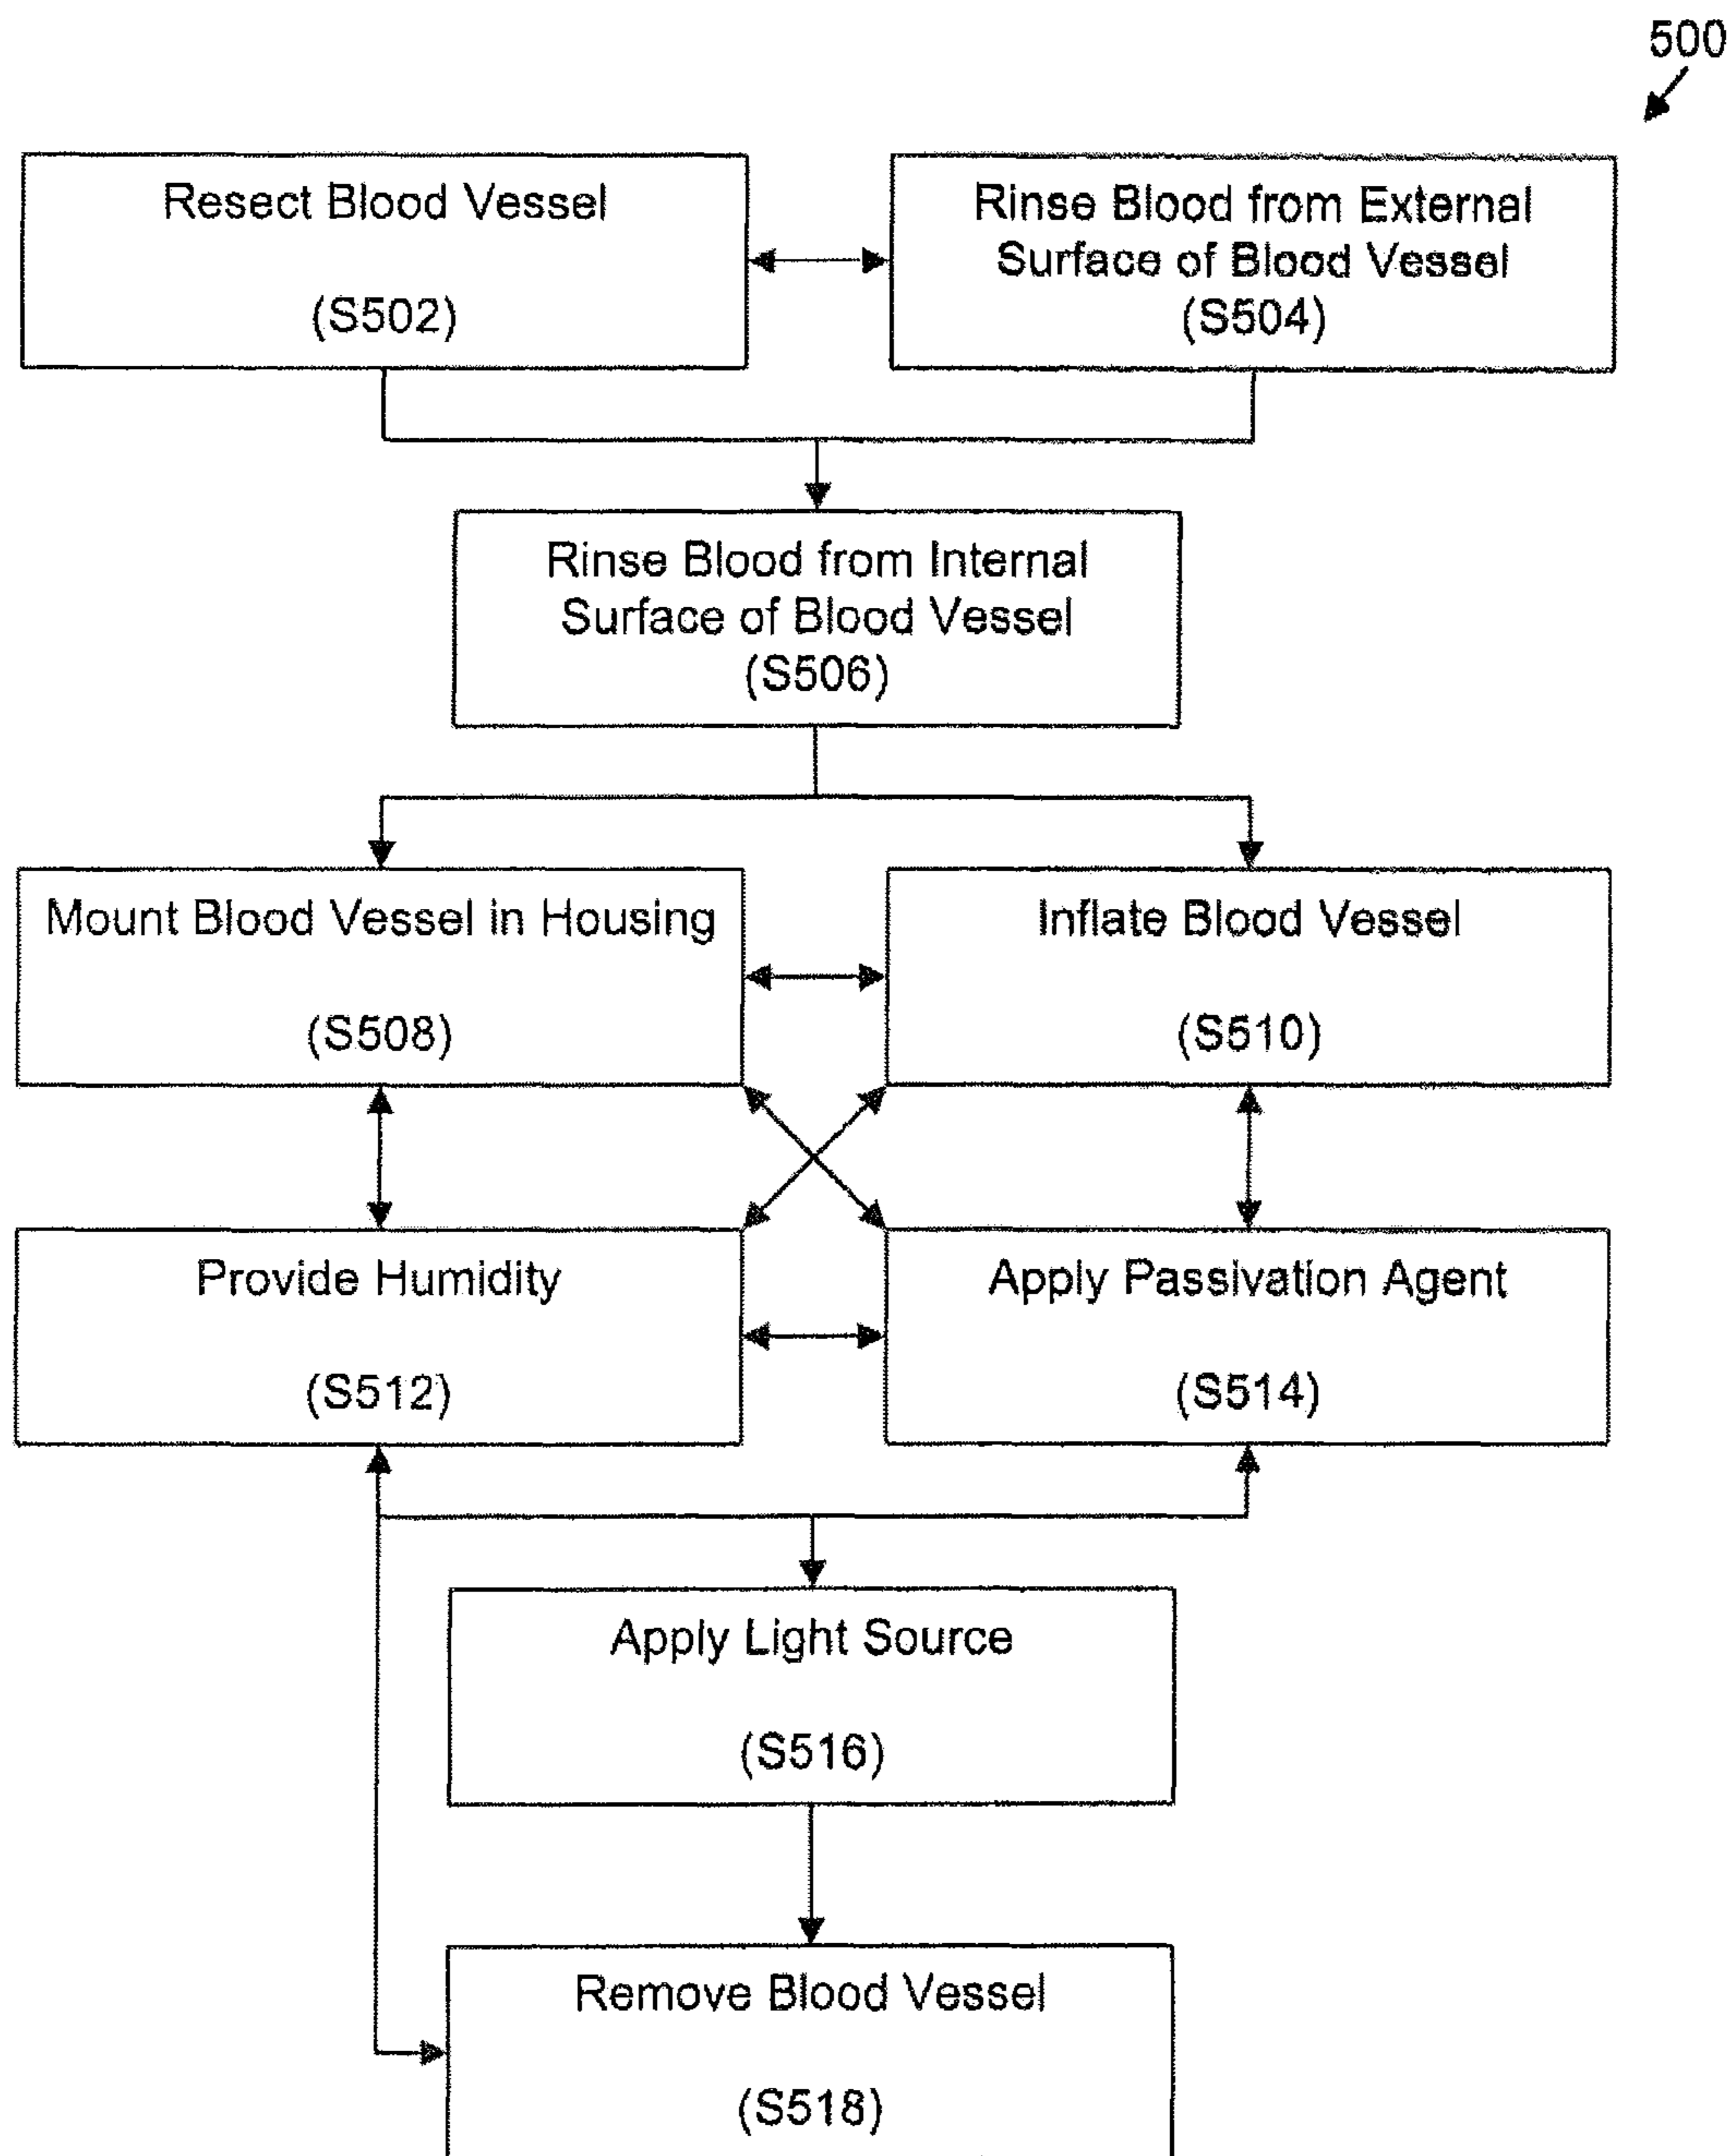 500
Resect Blood Vessel
(S502)
Rinse Blood from External
Surface of Blood Vessel
(S504)
Rinse Blood from Internal
Surface of Blood Vessel
(S506)
Mount Blood Vessel in Housing
(S508)
Inflate Blood Vessel
(S510)
Provide Humidity
(S512)
Apply Passivation Agent
(S514)
Apply Light Source
(S516)
Remove Blood Vessel
(S518)